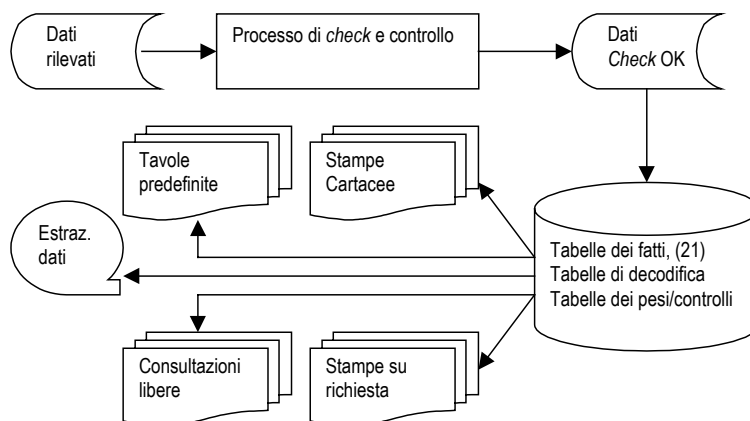 Dati
rilevati
Processo di check e controllo
Dati
Check OK
Tavole
predefinite
Stampe
Cartacee
Estraz.
dati
Tabelle dei fatti, (21)
Tabelle di decodifica
Tabelle dei pesi/controlli
Consultazioni
libere
Stampe su
richiesta